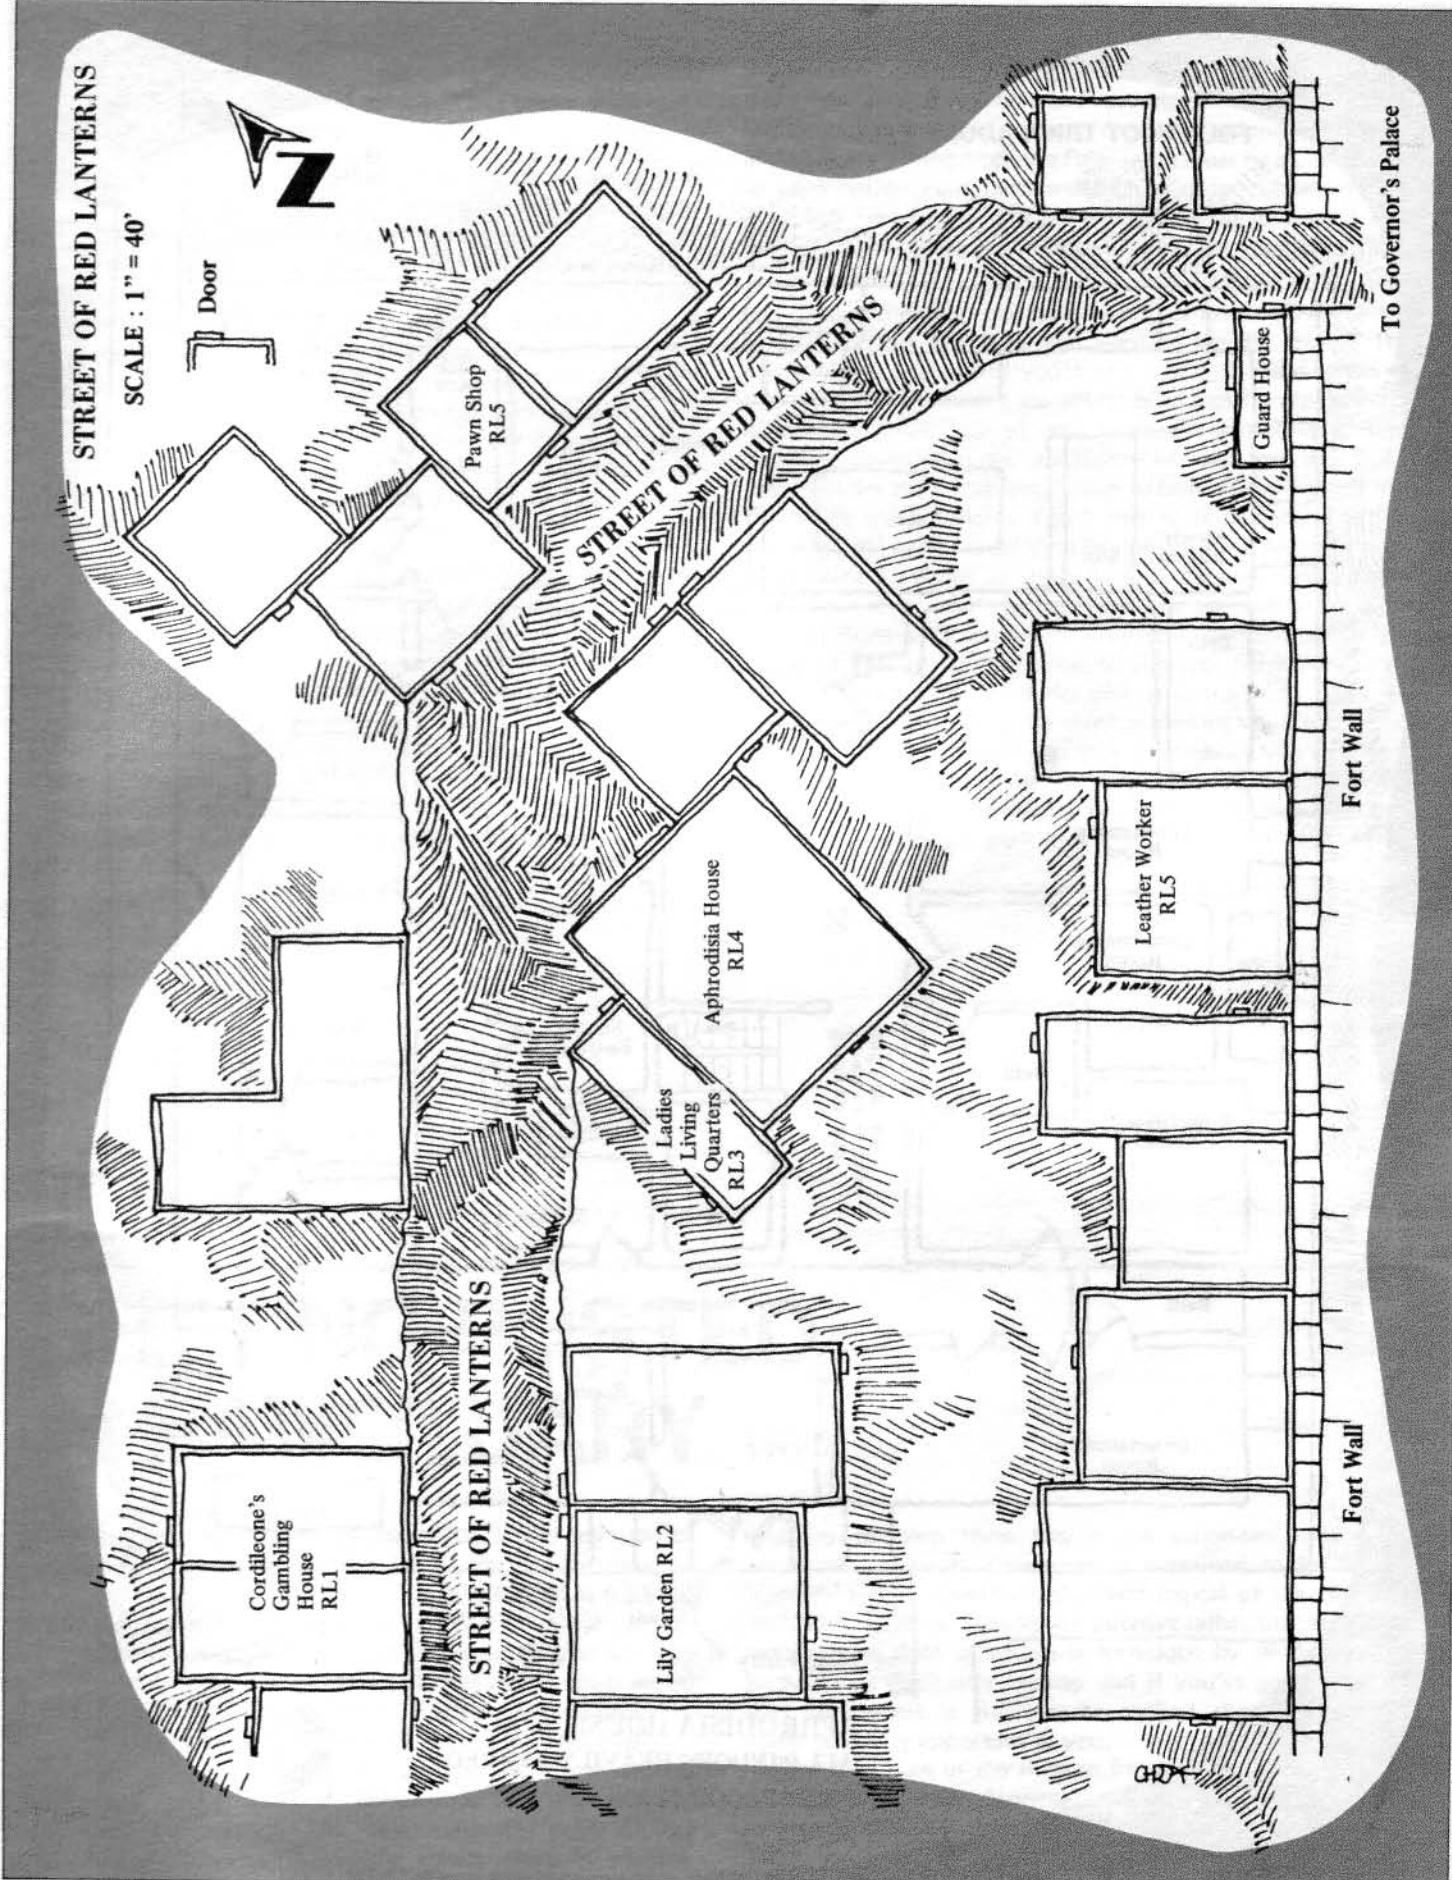 STREET OF RED LANTERNS
SCALE : 1" = 40'
Door
N
Pawn Shop
RL5
STREET OF RED LANTERNS
To Governor's Palace
Guard House
Aphrodisia House
RL4
Ladies
Living
Quarters
RL3
Leather Worker
RL5
Fort Wall
STREET OF RED LANTERNS
Cordileone's
Gambling
House
RL1
Lily Garden RL2
Fort Wall